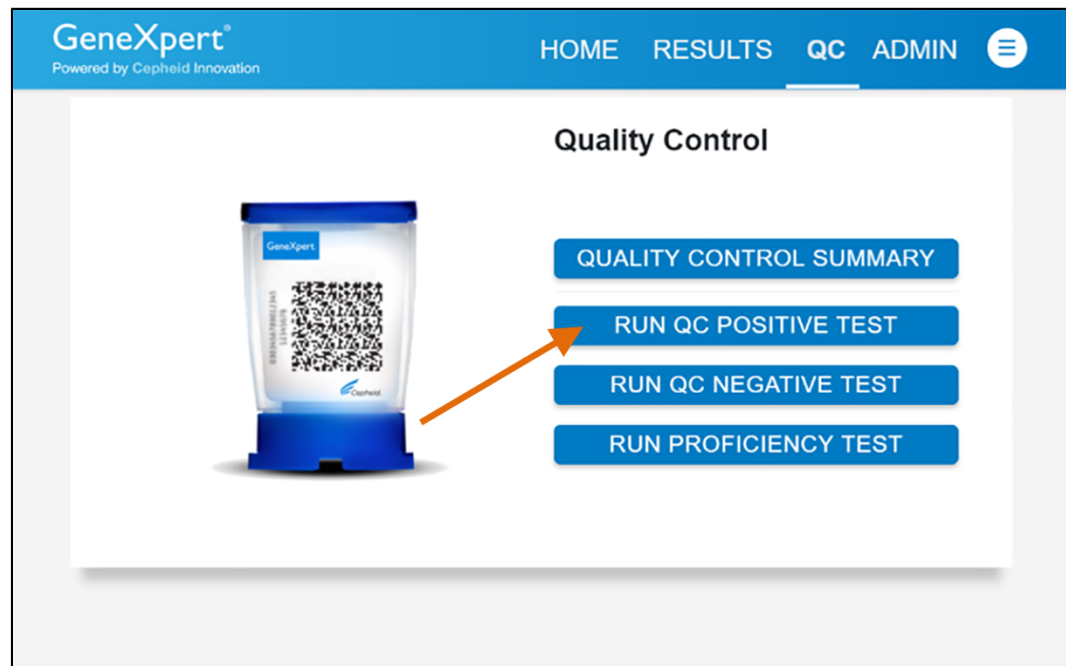 GeneXpert®
Powered by Cepheid Innovation
HOME RESULTS QC ADMIN
Quality Control
QUALITY CONTROL SUMMARY
RUN QC POSITIVE TEST
RUN QC NEGATIVE TEST
RUN PROFICIENCY TEST
GeneXpert
Cepheid